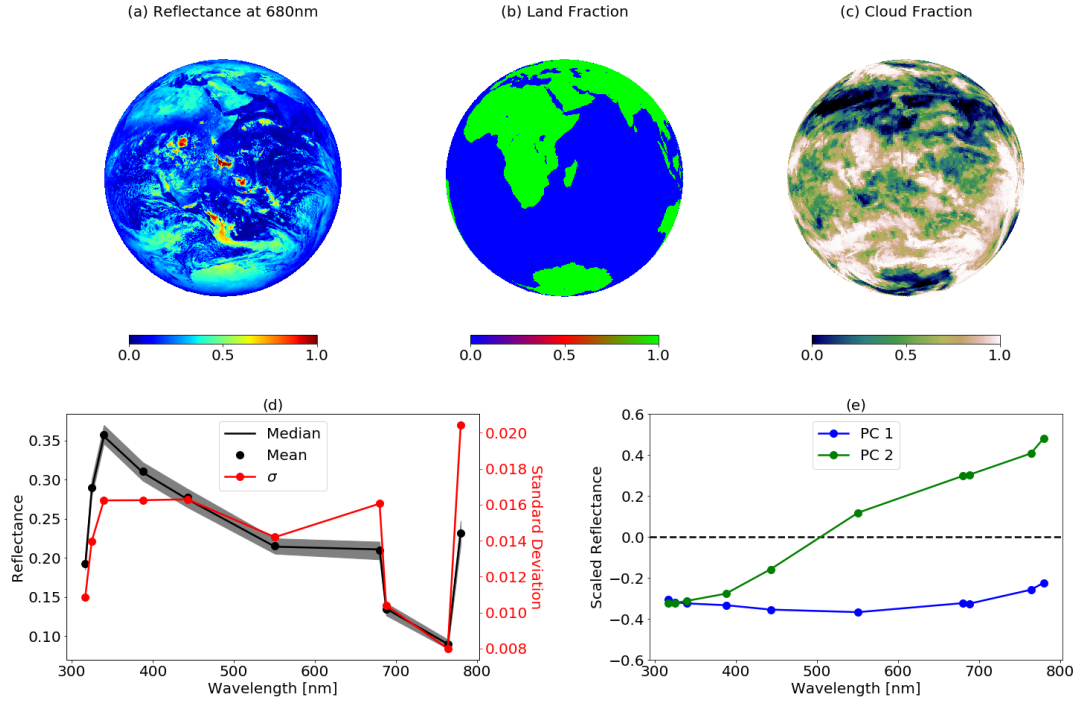 (a) Reflectance at 680nm
(b) Land Fraction
(c) Cloud Fraction
0.0 0.5 1.0
0.0 0.5 1.0
0.0 0.5 1.0
(d)
Median
Mean
σ
0.35
0.30
0.25
0.20
0.15
0.10
Reflectance
0.020
0.018
0.016
0.014
0.012
0.010
0.008
Standard Deviation
300 400 500 600 700 800
Wavelength [nm]
(e)
PC 1
PC 2
0.6
0.4
0.2
0.0
−0.2
−0.4
−0.6
Scaled Reflectance
300 400 500 600 700 800
Wavelength [nm]